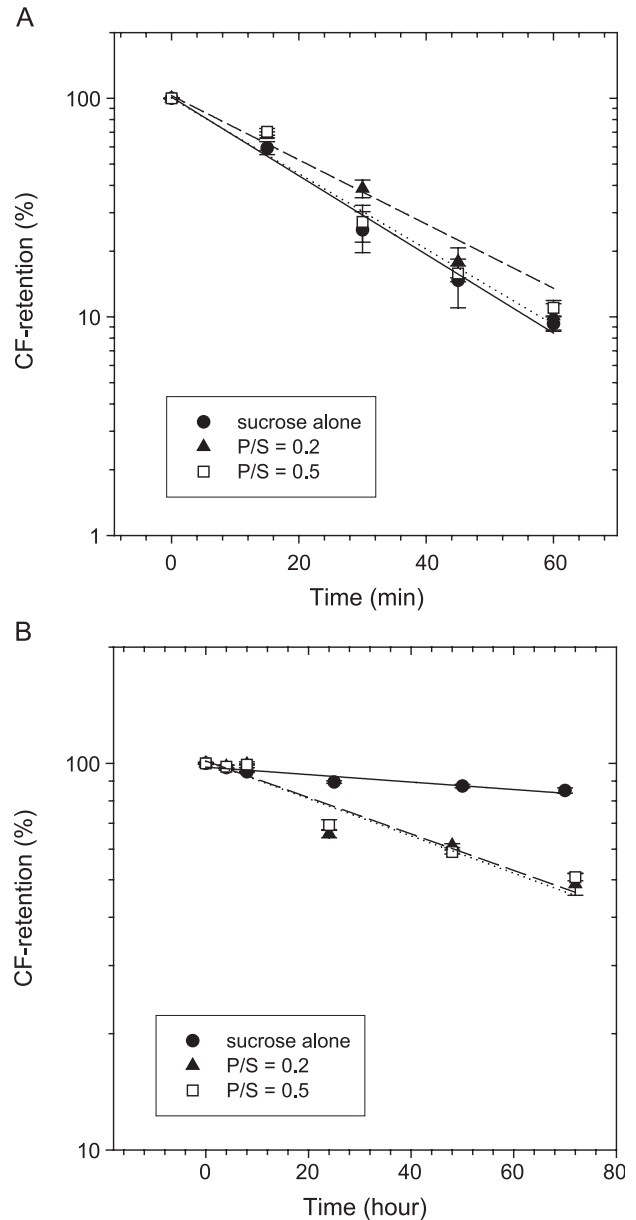 A
100
10
1
CF-retention (%)
sucrose alone
P/S = 0.2
P/S = 0.5
0
20
40
60
Time (min)
B
100
10
CF-retention (%)
sucrose alone
P/S = 0.2
P/S = 0.5
0
20
40
60
80
Time (hour)